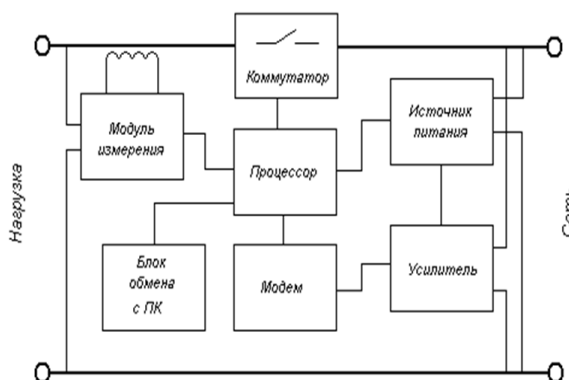 Коммутатор
Модуль
измерения
Источник
питания
Процессор
Нагрузка
Блок
обмена
с ПК
Модем
Усилитель